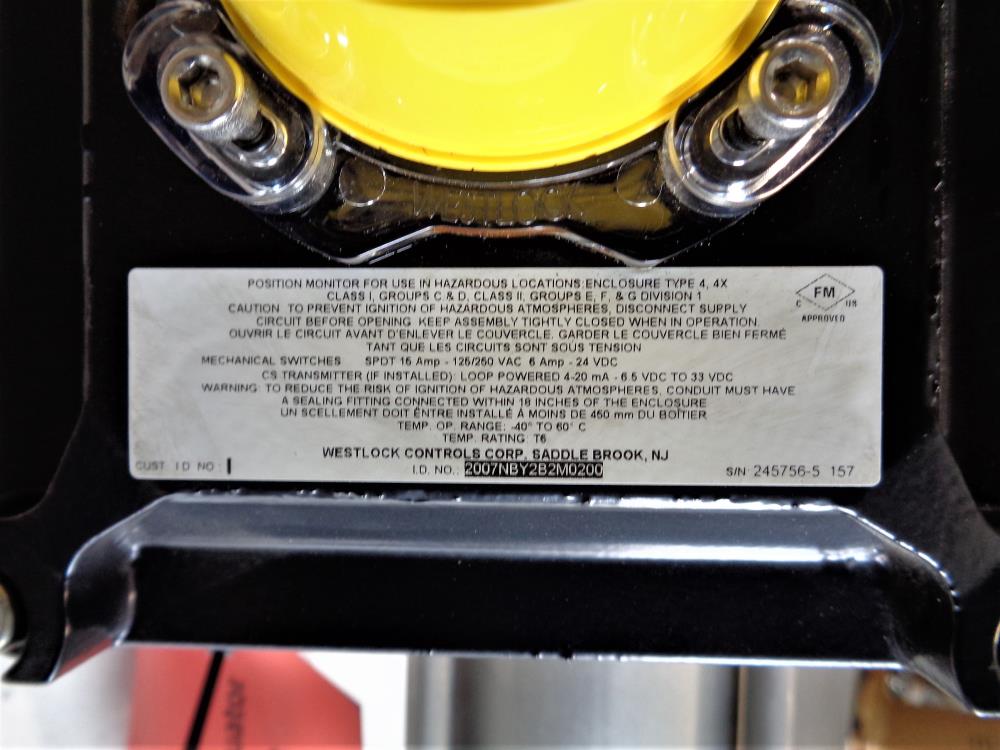 WESTLOCK
POSITION MONITOR FOR USE IN HAZARDOUS LOCATIONS: ENCLOSURE TYPE 4, 4X
CLASS I, GROUPS C & D, CLASS II, GROUPS E, F, & G DIVISION 1
CAUTION: TO PREVENT IGNITION OF HAZARDOUS ATMOSPHERES, DISCONNECT SUPPLY
CIRCUIT BEFORE OPENING. KEEP ASSEMBLY TIGHTLY CLOSED WHEN IN OPERATION.
OUVRIR LE CIRCUIT AVANT D'ENLEVER LE COUVERCLE. GARDER LE COUVERCLE BIEN FERMÉ
TANT QUE LES CIRCUITS SONT SOUS TENSION
MECHANICAL SWITCHES: SPDT 15 Amp - 125/250 VAC 6 Amp - 24 VDC
CS TRANSMITTER (IF INSTALLED): LOOP POWERED 4-20 mA - 6.5 VDC TO 33 VDC
WARNING: TO REDUCE THE RISK OF IGNITION OF HAZARDOUS ATMOSPHERES, CONDUIT MUST HAVE
A SEALING FITTING CONNECTED WITHIN 18 INCHES OF THE ENCLOSURE
UN SCELLEMENT DOIT ÊNTRE INSTALLÉ À MOINS DE 450 mm DU BOÎTIER
TEMP. OP. RANGE: -40° TO 60° C
TEMP. RATING: T6
WESTLOCK CONTROLS CORP, SADDLE BROOK, NJ
CUST. I D NO.:
I.D. NO.: 2007NBY2B2M0200
S/N 245756-5 157
FM
C US
APPROVED
uator